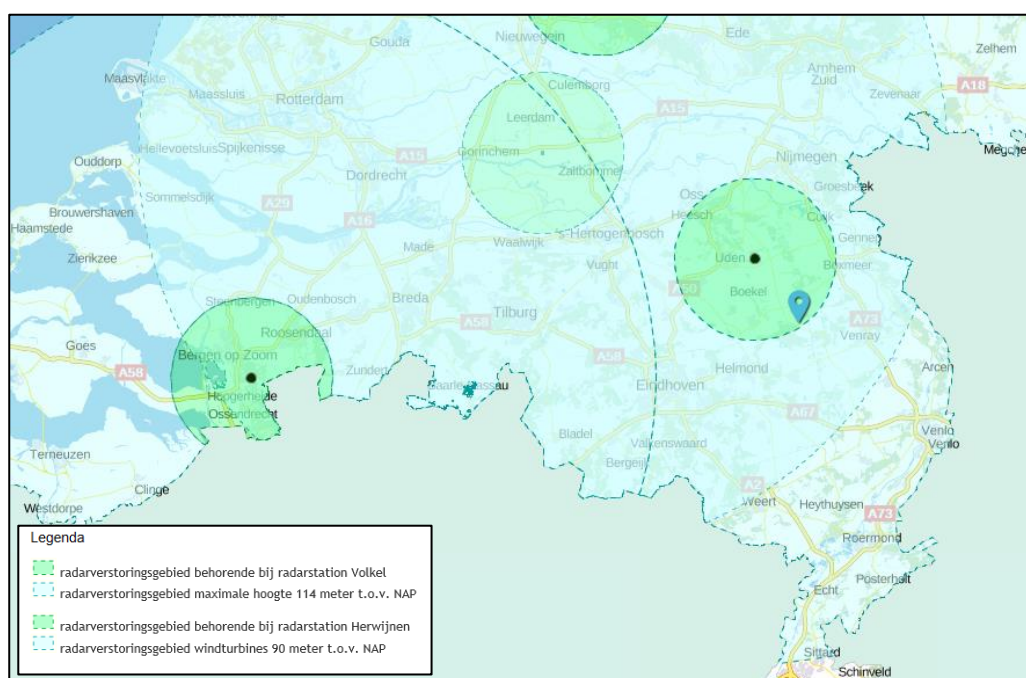 Gouda
Nieuwegein
Ede
Zelhem
Maasvlakte
Maassluis
Rotterdam
Culemborg
Arnhem
Zuid
Zevenaar
A18
Leerdam
A15
Ouddorp
Hellevoetsluis
Spijkenisse
A15
Gorinchem
Nijmegen
Megchelen
Dordrecht
Zaltbommel
Groesbeek
Sommelsdijk
A29
Oss
Brouwershaven
A16
Heesch
Cuijk
Haamstede
Made
Waalwijk
's-Hertogenbosch
Gennep
Zierikzee
Vught
Uden
Boxmeer
Steenbergen
Oudenbosch
Breda
A50
Boekel
Roosendaal
A58
Tilburg
A73
Venray
Goes
Bergen op Zoom
A58
A58
Zundert
Helmond
Arcen
Hoogerheide
Baarle-Nassau
Eindhoven
Ossendrecht
A67
Bladel
Valkenswaard
Venlo
Venlo
Terneuzen
Bergeijk
Clinge
A2
Weert
Heythuysen
Westdorpe
A73
Roermond
Posterholt
Echt
Sittard
Schinveld
Legenda
radarverstoringsgebied behorende bij radarstation Volkel
radarverstoringsgebied maximale hoogte 114 meter t.o.v. NAP
radarverstoringsgebied behorende bij radarstation Herwijnen
radarverstoringsgebied windturbines 90 meter t.o.v. NAP